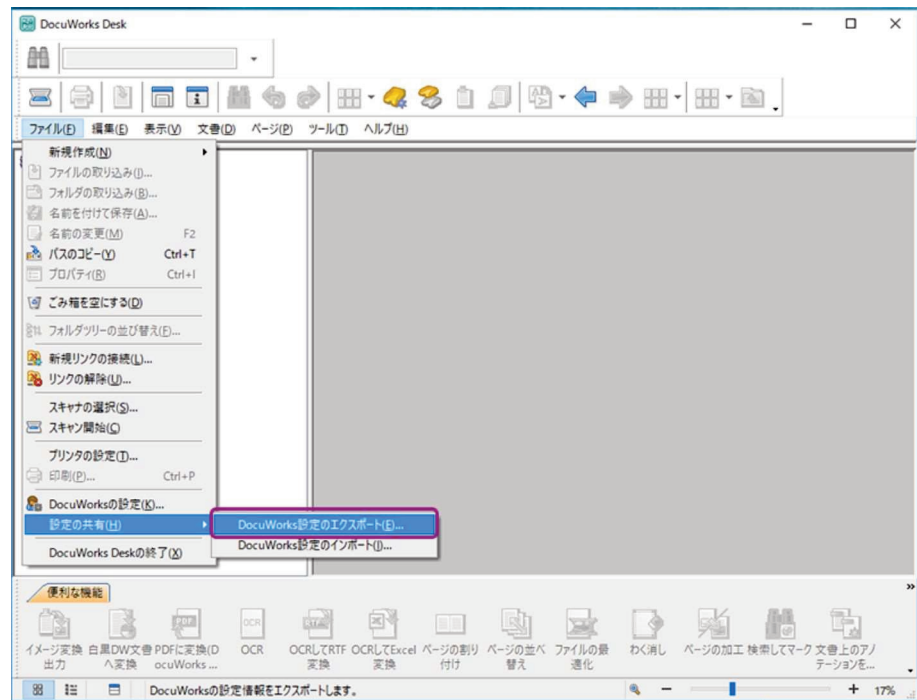 DocuWorks Desk
ファイル(F) 編集(E) 表示(V) 文書(D) ページ(P) ツール(T) ヘルプ(H)
新規作成(N)
ファイルの取り込み(I)...
フォルダの取り込み(B)...
名前を付けて保存(A)...
名前の変更(M) F2
パスのコピー(Y) Ctrl+T
プロパティ(R) Ctrl+I
ごみ箱を空にする(D)
フォルダツリーの並び替え(F)...
新規リンクの接続(L)...
リンクの解除(U)...
スキャナの選択(S)...
スキャン開始(C)
プリンタの設定(T)...
印刷(P)... Ctrl+P
DocuWorksの設定(K)...
設定の共有(H)
DocuWorks設定のエクスポート(E)...
DocuWorks設定のインポート(I)...
DocuWorks Deskの終了(X)
便利な機能
イメージ変換出力
白黒DW文書へ変換
PDFに変換(DocuWorks ...
OCR
OCR
OCRしてRTF変換
OCRしてExcel変換
ページの割り付け
ページの並べ替え
ファイルの最適化
わく消し
ページの加工
検索してマーク
文書上のアノテーションを...
DocuWorksの設定情報をエクスポートします。
17%